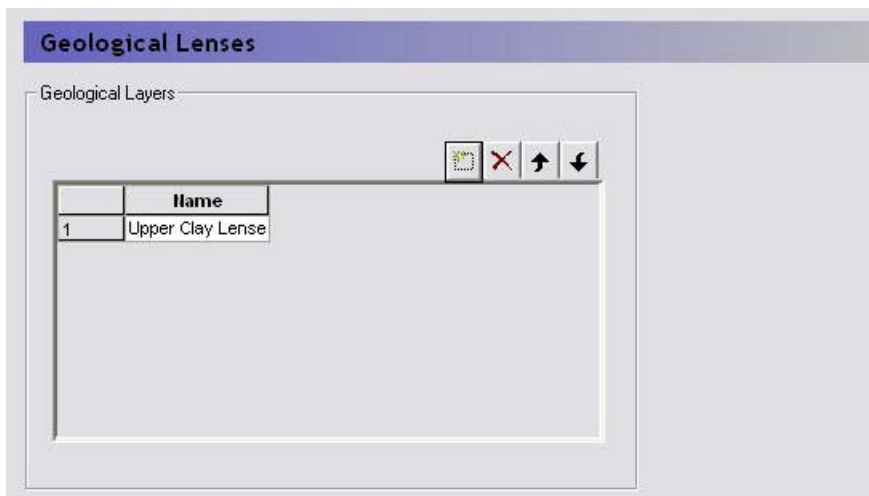 Geological Lenses
Geological Layers
Name
1 Upper Clay Lense